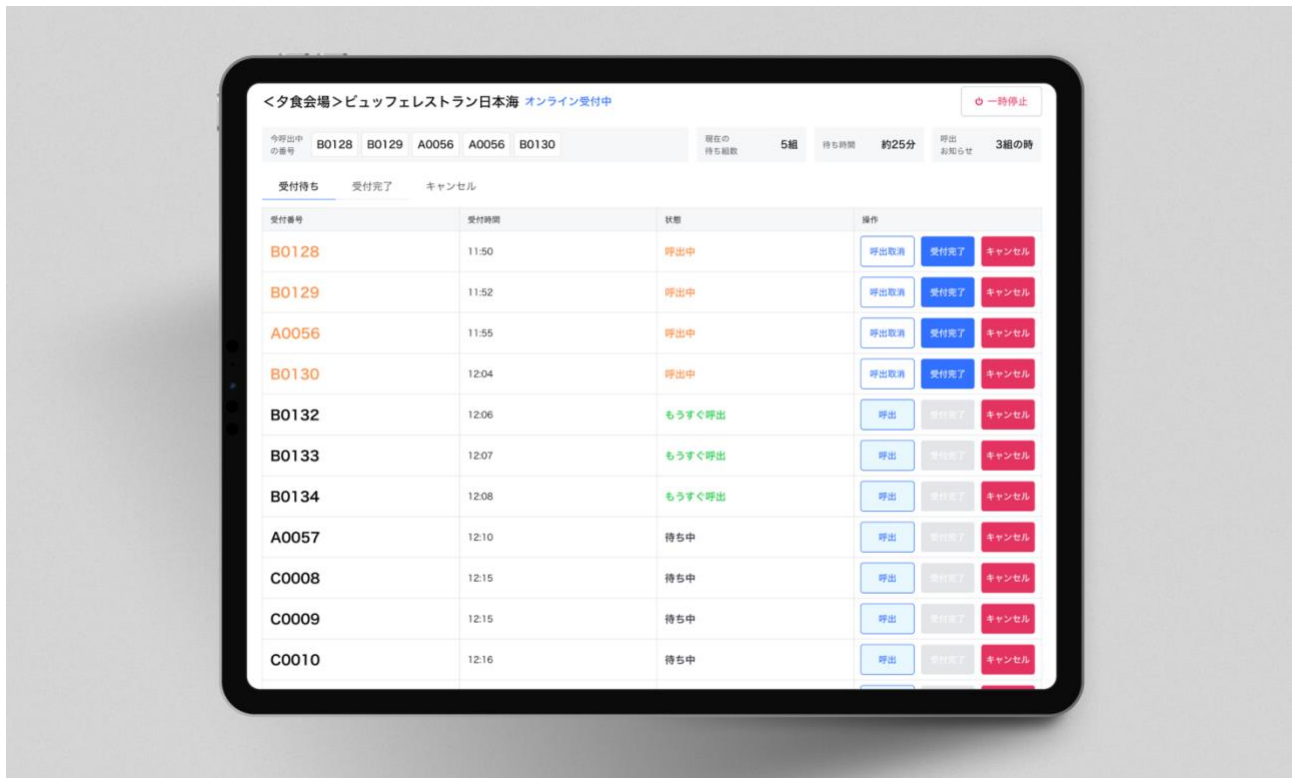 <夕食会場>ビュッフェレストラン日本海 オンライン受付中 一時停止
今呼出中の番号 B0128 B0129 A0056 A0056 B0130 現在の待ち組数 5組 待ち時間 約25分 呼出お知らせ 3組の時
受付待ち 受付完了 キャンセル
受付番号 受付時間 状態 操作
B0128 11:50 呼出中 呼出取消 受付完了 キャンセル
B0129 11:52 呼出中 呼出取消 受付完了 キャンセル
A0056 11:55 呼出中 呼出取消 受付完了 キャンセル
B0130 12:04 呼出中 呼出取消 受付完了 キャンセル
B0132 12:06 もうすぐ呼出 呼出 受付完了 キャンセル
B0133 12:07 もうすぐ呼出 呼出 受付完了 キャンセル
B0134 12:08 もうすぐ呼出 呼出 受付完了 キャンセル
A0057 12:10 待ち中 呼出 受付完了 キャンセル
C0008 12:15 待ち中 呼出 受付完了 キャンセル
C0009 12:15 待ち中 呼出 受付完了 キャンセル
C0010 12:16 待ち中 呼出 受付完了 キャンセル